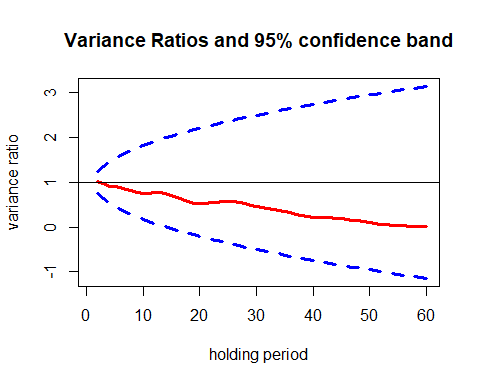 Variance Ratios and 95% confidence band
variance ratio
3
2
1
0
-1
0 10 20 30 40 50 60
holding period